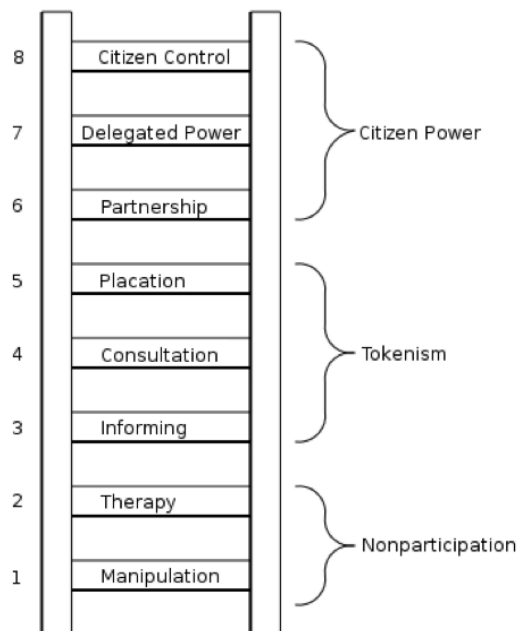 8 Citizen Control
7 Delegated Power
Citizen Power
6 Partnership
5 Placation
4 Consultation
Tokenism
3 Informing
2 Therapy
Nonparticipation
1 Manipulation